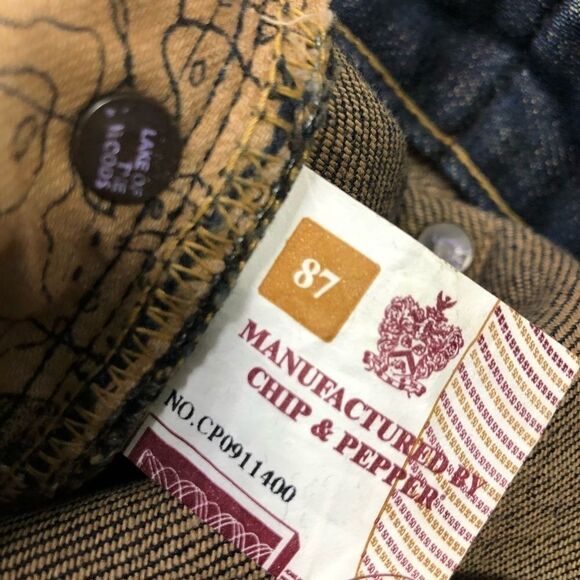 LAKE OF
THE
WOODS
87
MANUFACTURED BY
CHIP & PEPPER
NO.CP0911400